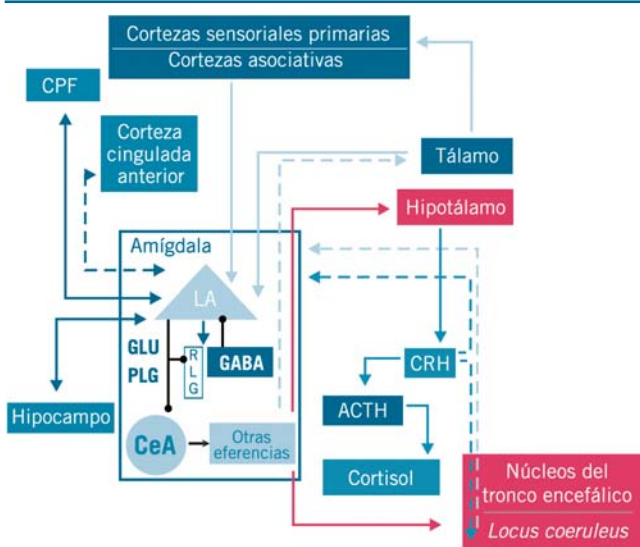 Cortezas sensoriales primarias
Cortezas asociativas
CPF
Corteza
cingulada
anterior
Tálamo
Hipotálamo
Amígdala
LA
GLU
PLG
R
L
G
GABA
CRH
ACTH
Hipocampo
CeA
Otras
eferencias
Cortisol
Núcleos del
tronco encefálico
Locus coeruleus